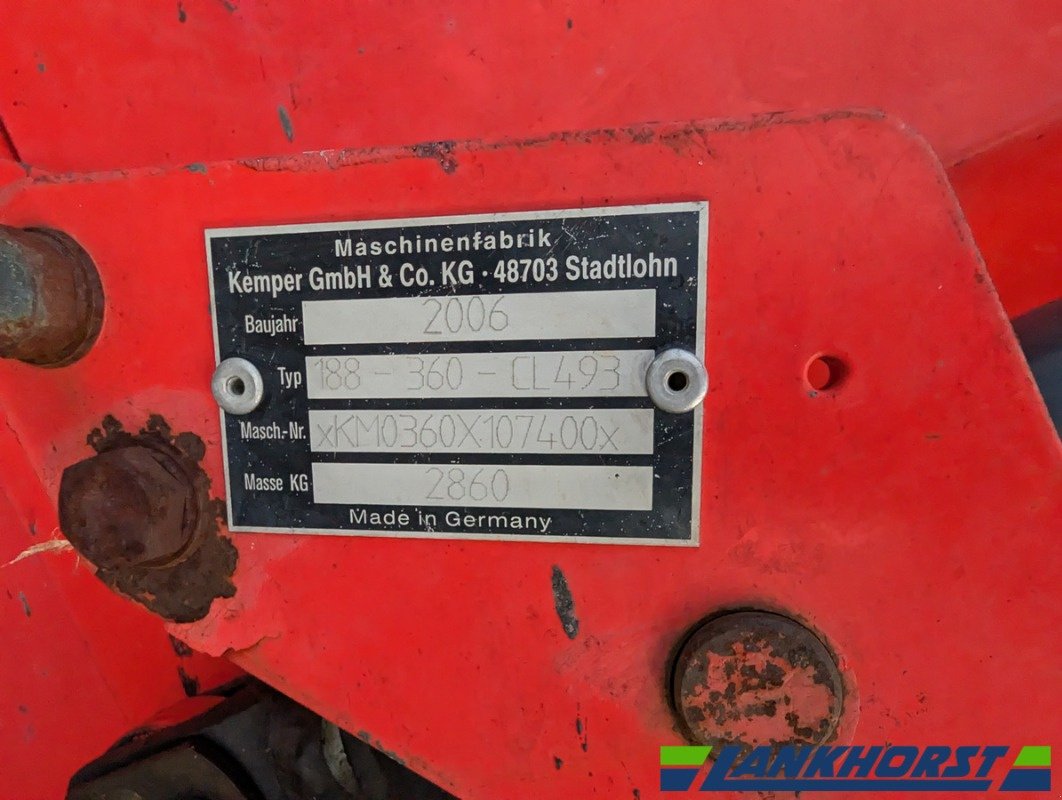 Maschinenfabrik
Kemper GmbH & Co. KG · 48703 Stadtlohn
Baujahr 2006
Typ 188 - 360 - CL493
Masch.-Nr. xKM0360X107400x
Masse KG 2860
Made in Germany
LANKHORST